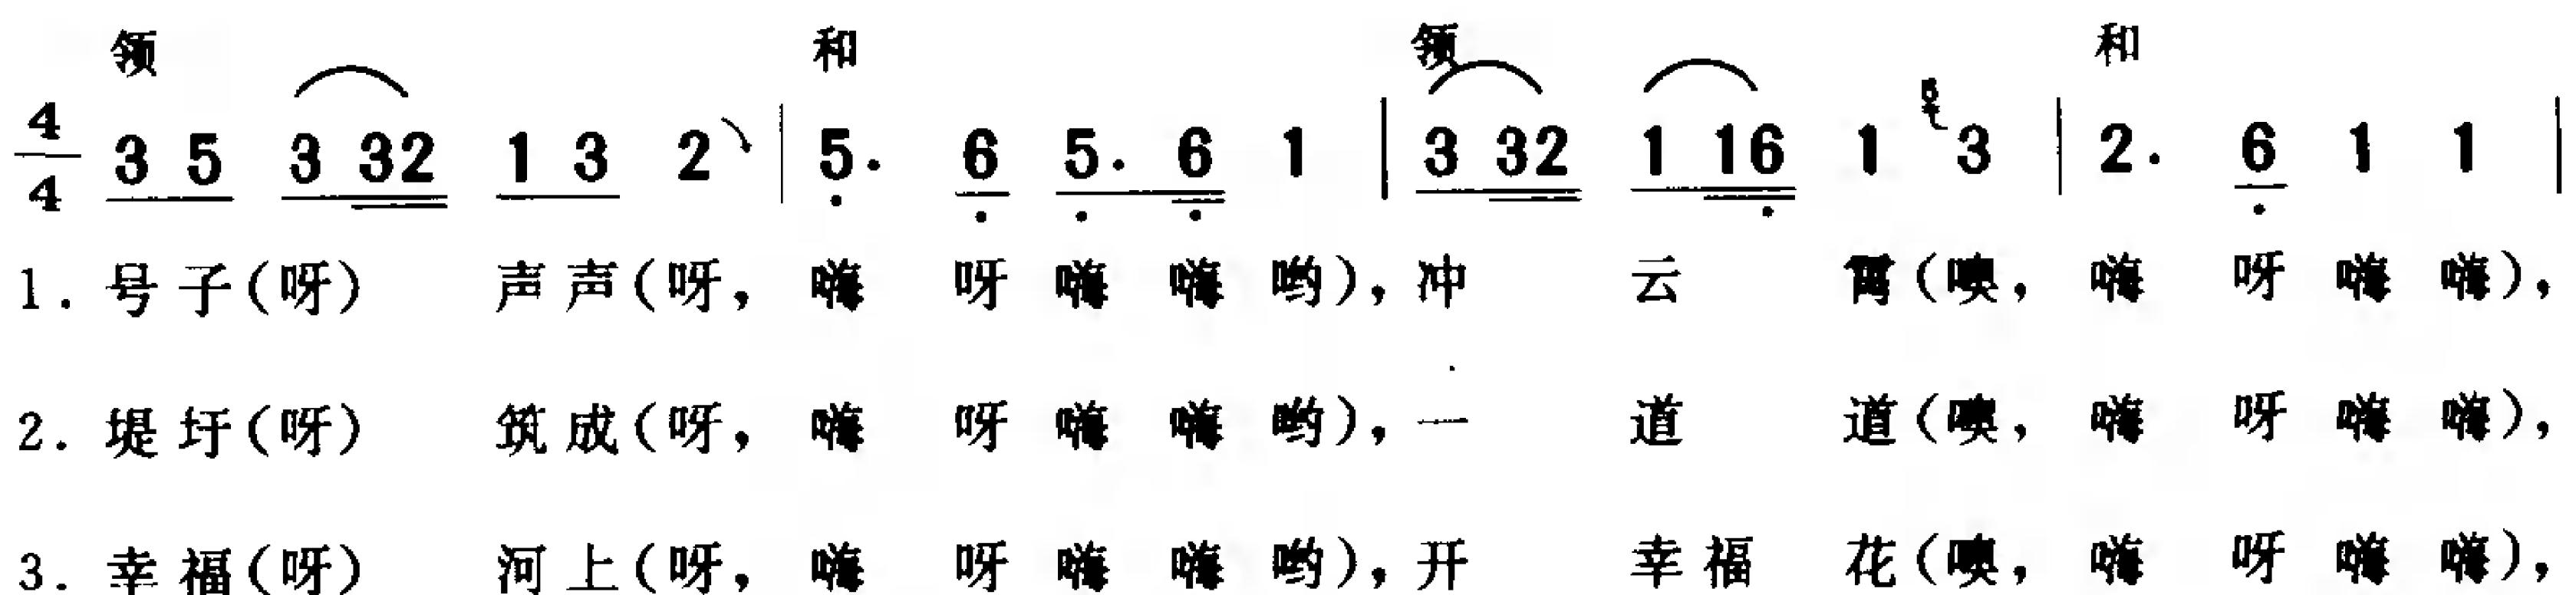 领 和 领 和
4/4 3 5 3 32 1 3 2 | 5. 6 5. 6 1 | 3 32 1 16 1 5 3 | 2. 6 1 1 |
1. 号子(呀) 声声(呀, 嗨 呀 嗨 嗨 哟), 冲 云 霄(噢, 嗨 呀 嗨 嗨),
2. 堤圩(呀) 筑成(呀, 嗨 呀 嗨 嗨 哟), 一 道 道(噢, 嗨 呀 嗨 嗨),
3. 幸福(呀) 河上(呀, 嗨 呀 嗨 嗨 哟), 开 幸福 花(噢, 嗨 呀 嗨 嗨),